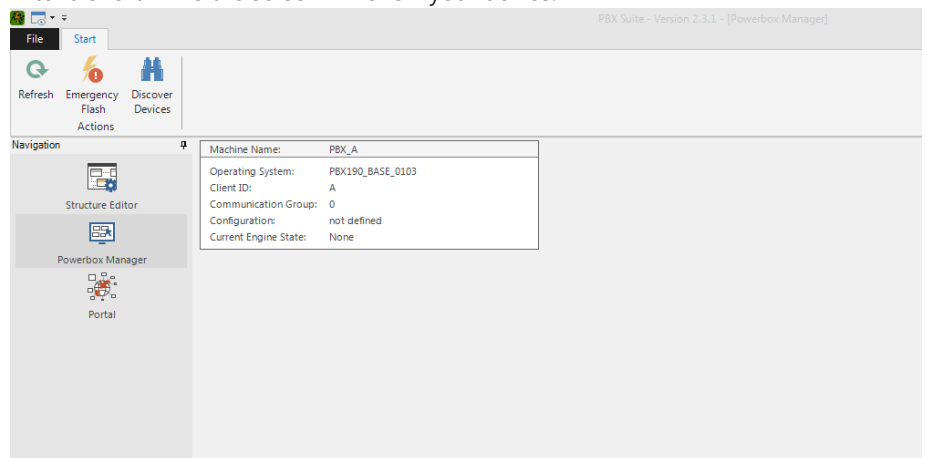 PBX Suite - Version 2.3.1 - [Powerbox Manager]
File Start
Refresh Emergency Flash Discover Devices
Actions
Navigation
Structure Editor
Powerbox Manager
Portal
Machine Name: PBX_A
Operating System: PBX190_BASE_0103
Client ID: A
Communication Group: 0
Configuration: not defined
Current Engine State: None